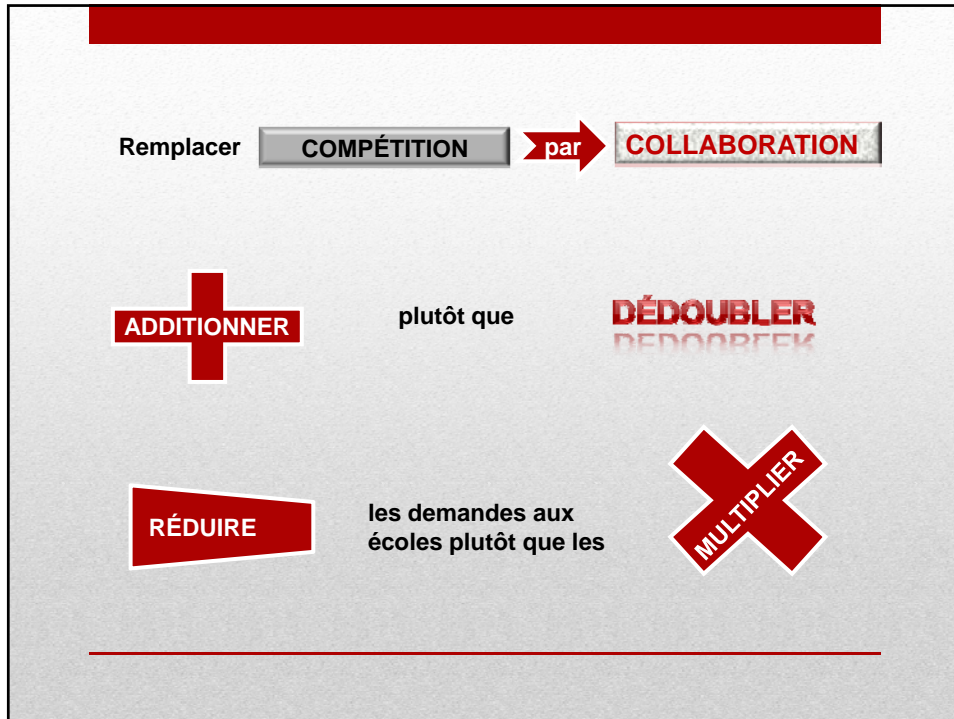 Remplacer COMPÉTITION par COLLABORATION
ADDITIONNER plutôt que DÉDOUBLER
RÉDUIRE les demandes aux
écoles plutôt que les MULTIPLIER